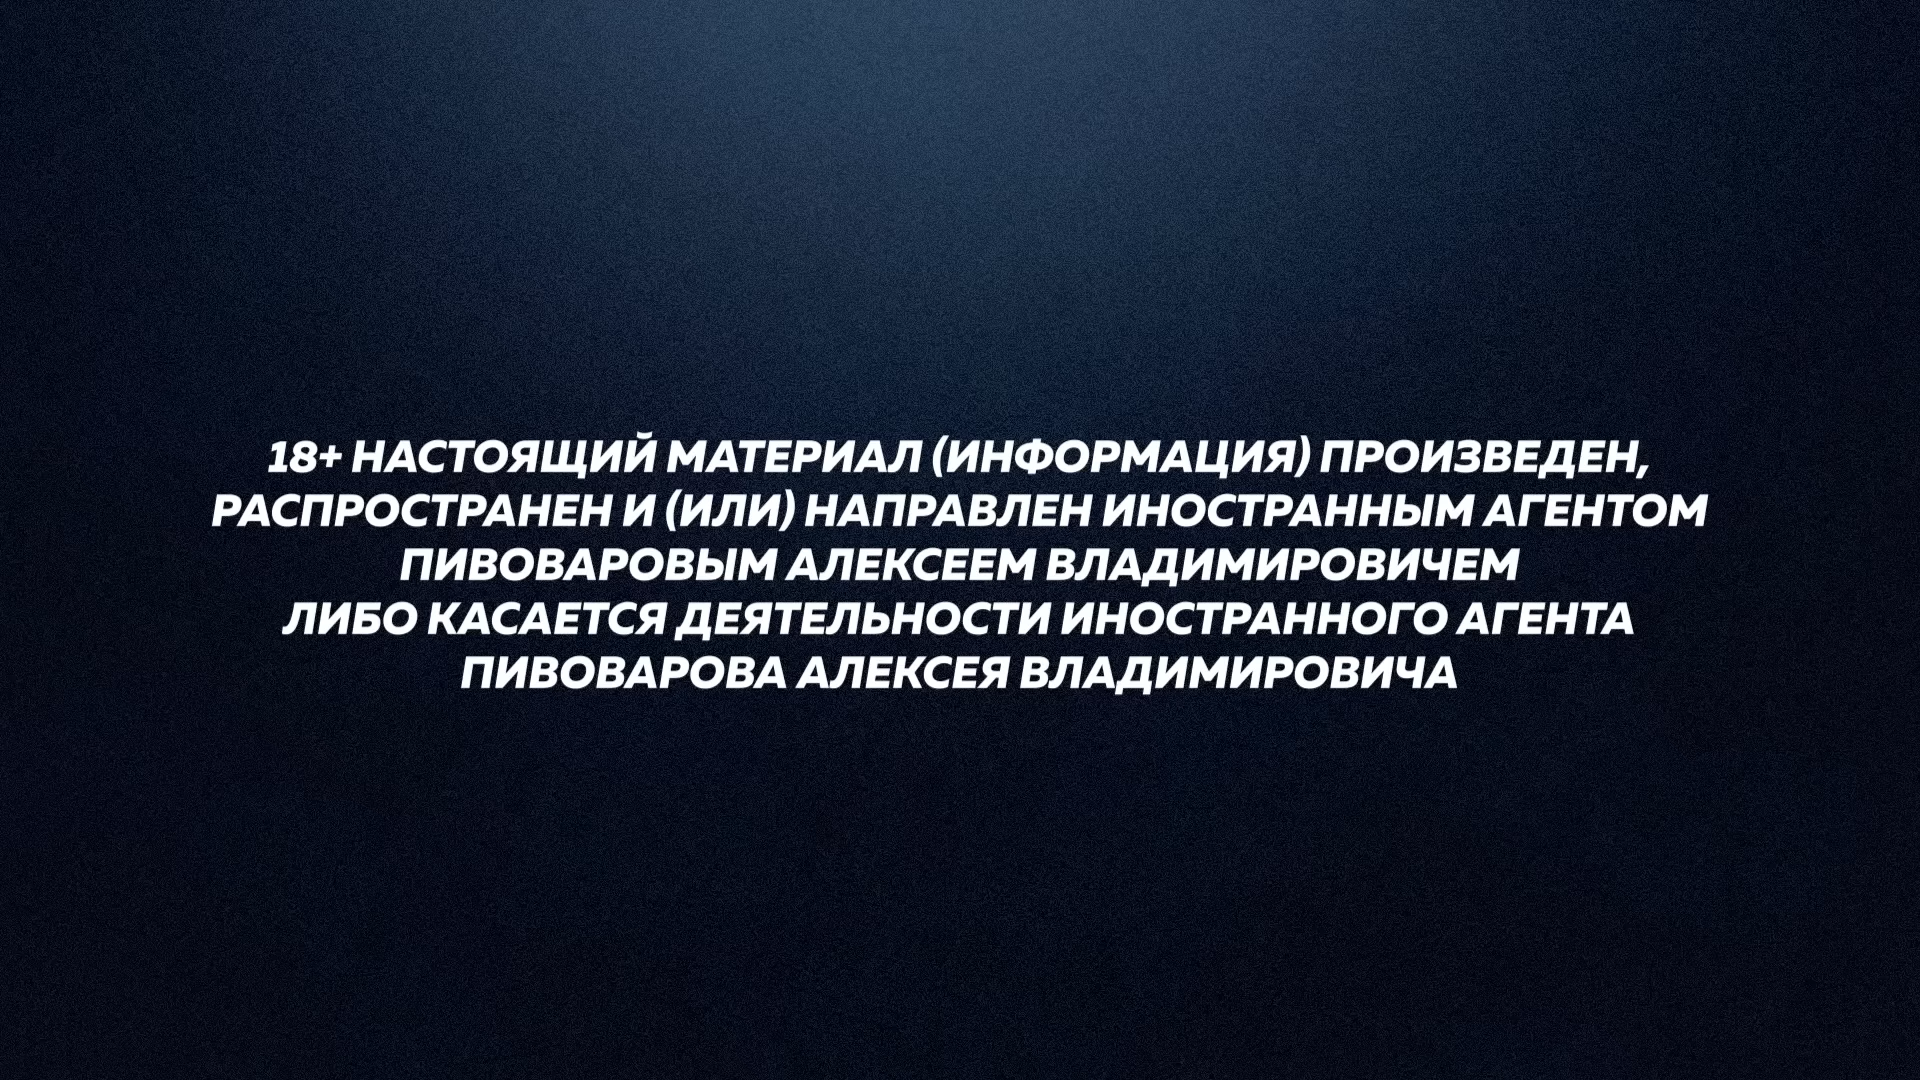 18+ НАСТОЯЩИЙ МАТЕРИАЛ (ИНФОРМАЦИЯ) ПРОИЗВЕДЕН,
РАСПРОСТРАНЕН И (ИЛИ) НАПРАВЛЕН ИНОСТРАННЫМ АГЕНТОМ
ПИВОВАРОВЫМ АЛЕКСЕЕМ ВЛАДИМИРОВИЧЕМ
ЛИБО КАСАЕТСЯ ДЕЯТЕЛЬНОСТИ ИНОСТРАННОГО АГЕНТА
ПИВОВАРОВА АЛЕКСЕЯ ВЛАДИМИРОВИЧА